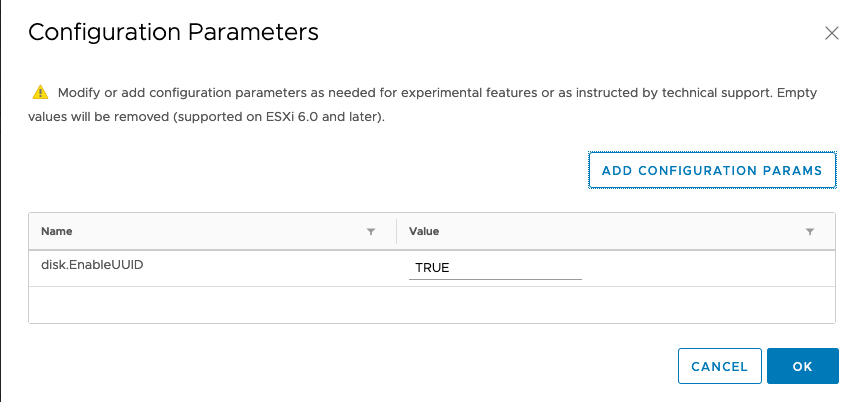 Configuration Parameters
Modify or add configuration parameters as needed for experimental features or as instructed by technical support. Empty
values will be removed (supported on ESXi 6.0 and later).
ADD CONFIGURATION PARAMS
Name Value
disk.EnableUUID TRUE
CANCEL OK